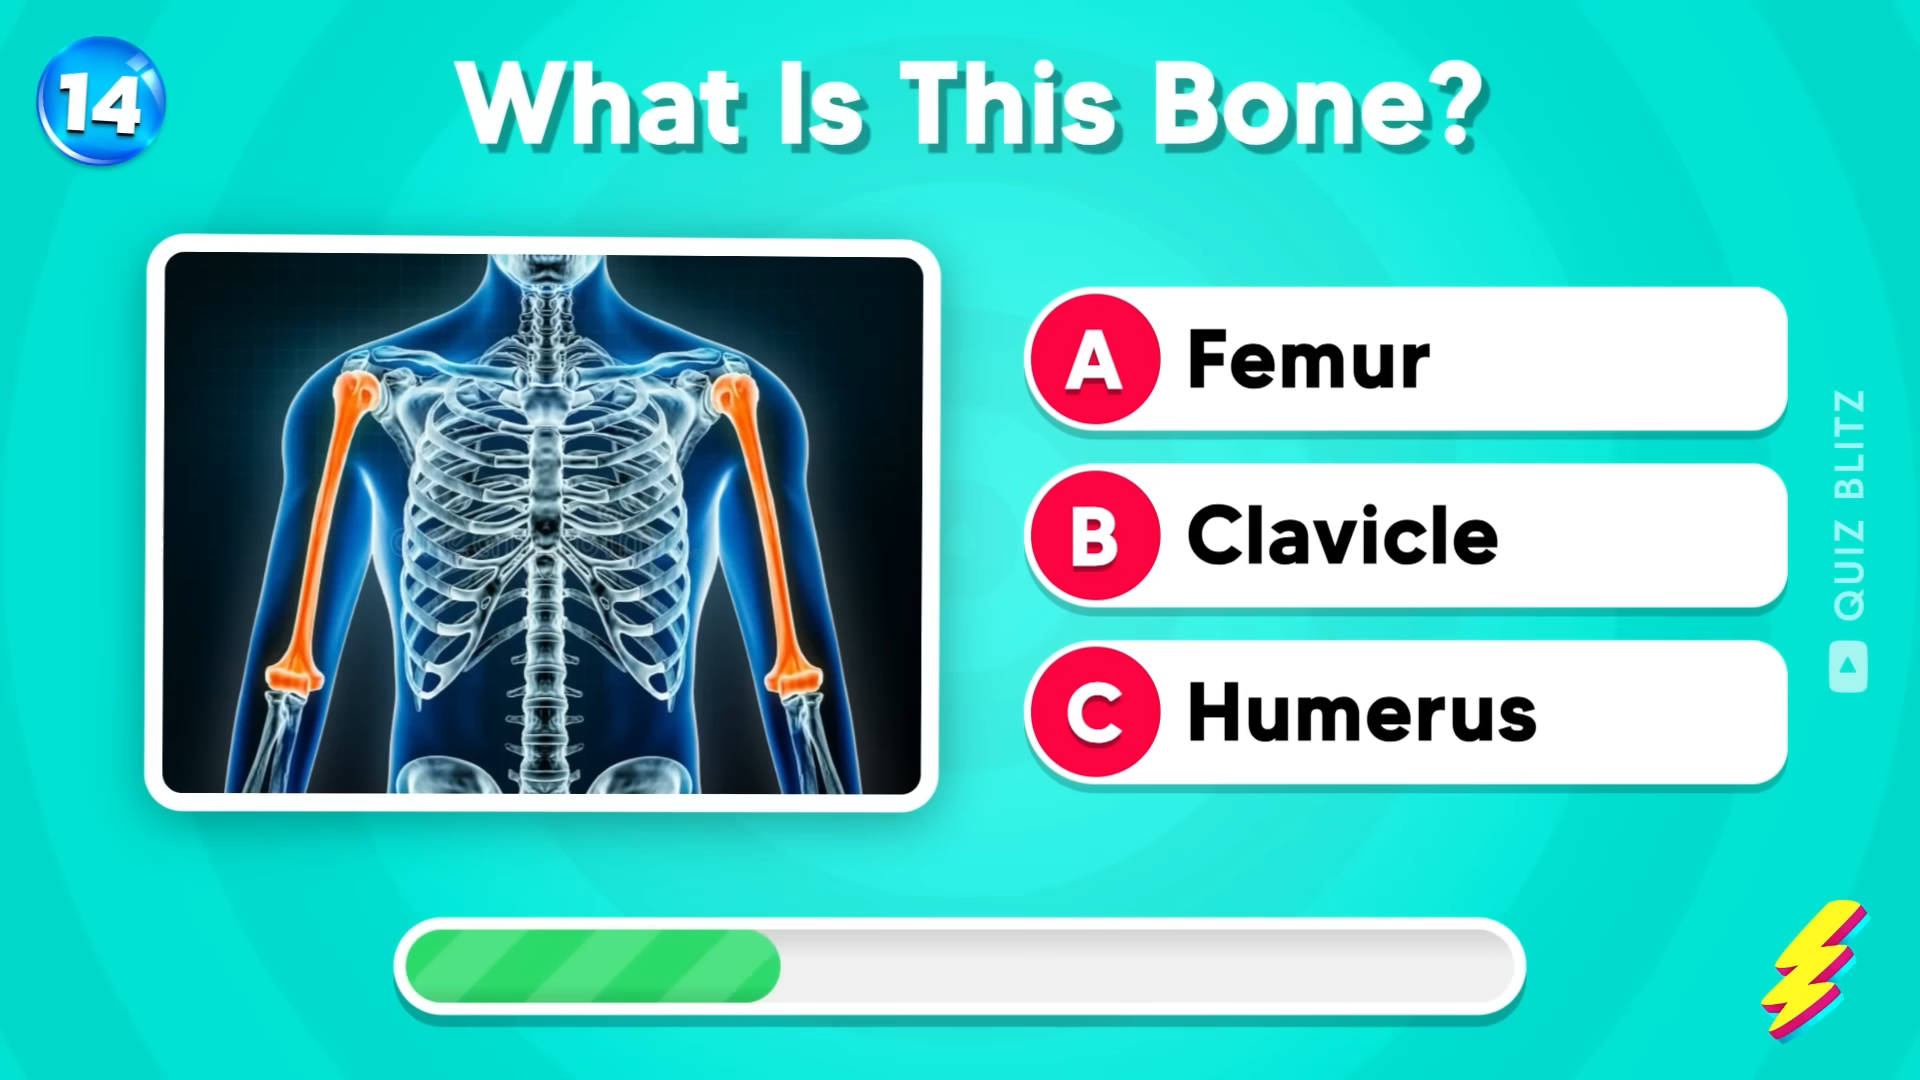 14
What Is This Bone?
A Femur
B Clavicle
C Humerus
QUIZ BLITZ